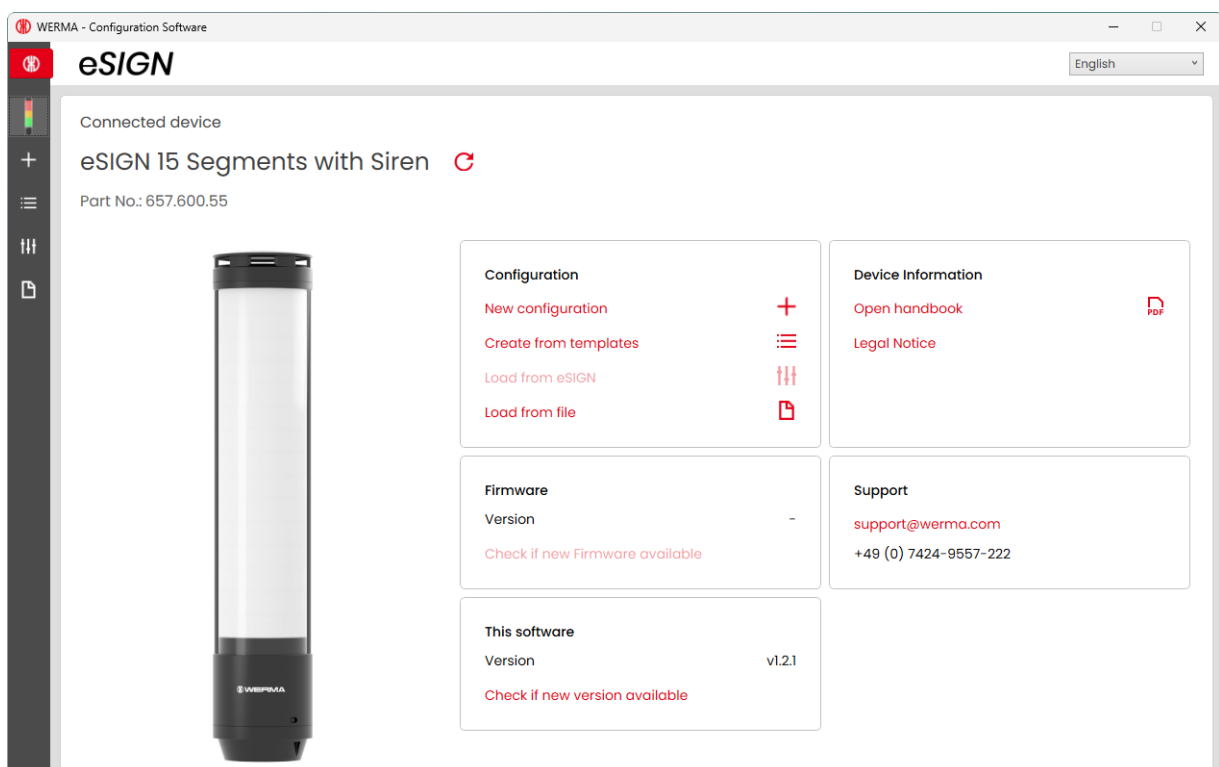 WERMA - Configuration Software
eSIGN
English
Connected device
eSIGN 15 Segments with Siren
Part No.: 657.600.55
Configuration
New configuration
Create from templates
Load from eSIGN
Load from file
Device Information
Open handbook
PDF
Legal Notice
Firmware
Version -
Check if new Firmware available
Support
support@werma.com
+49 (0) 7424-9557-222
This software
Version v1.2.1
Check if new version available
WERMA